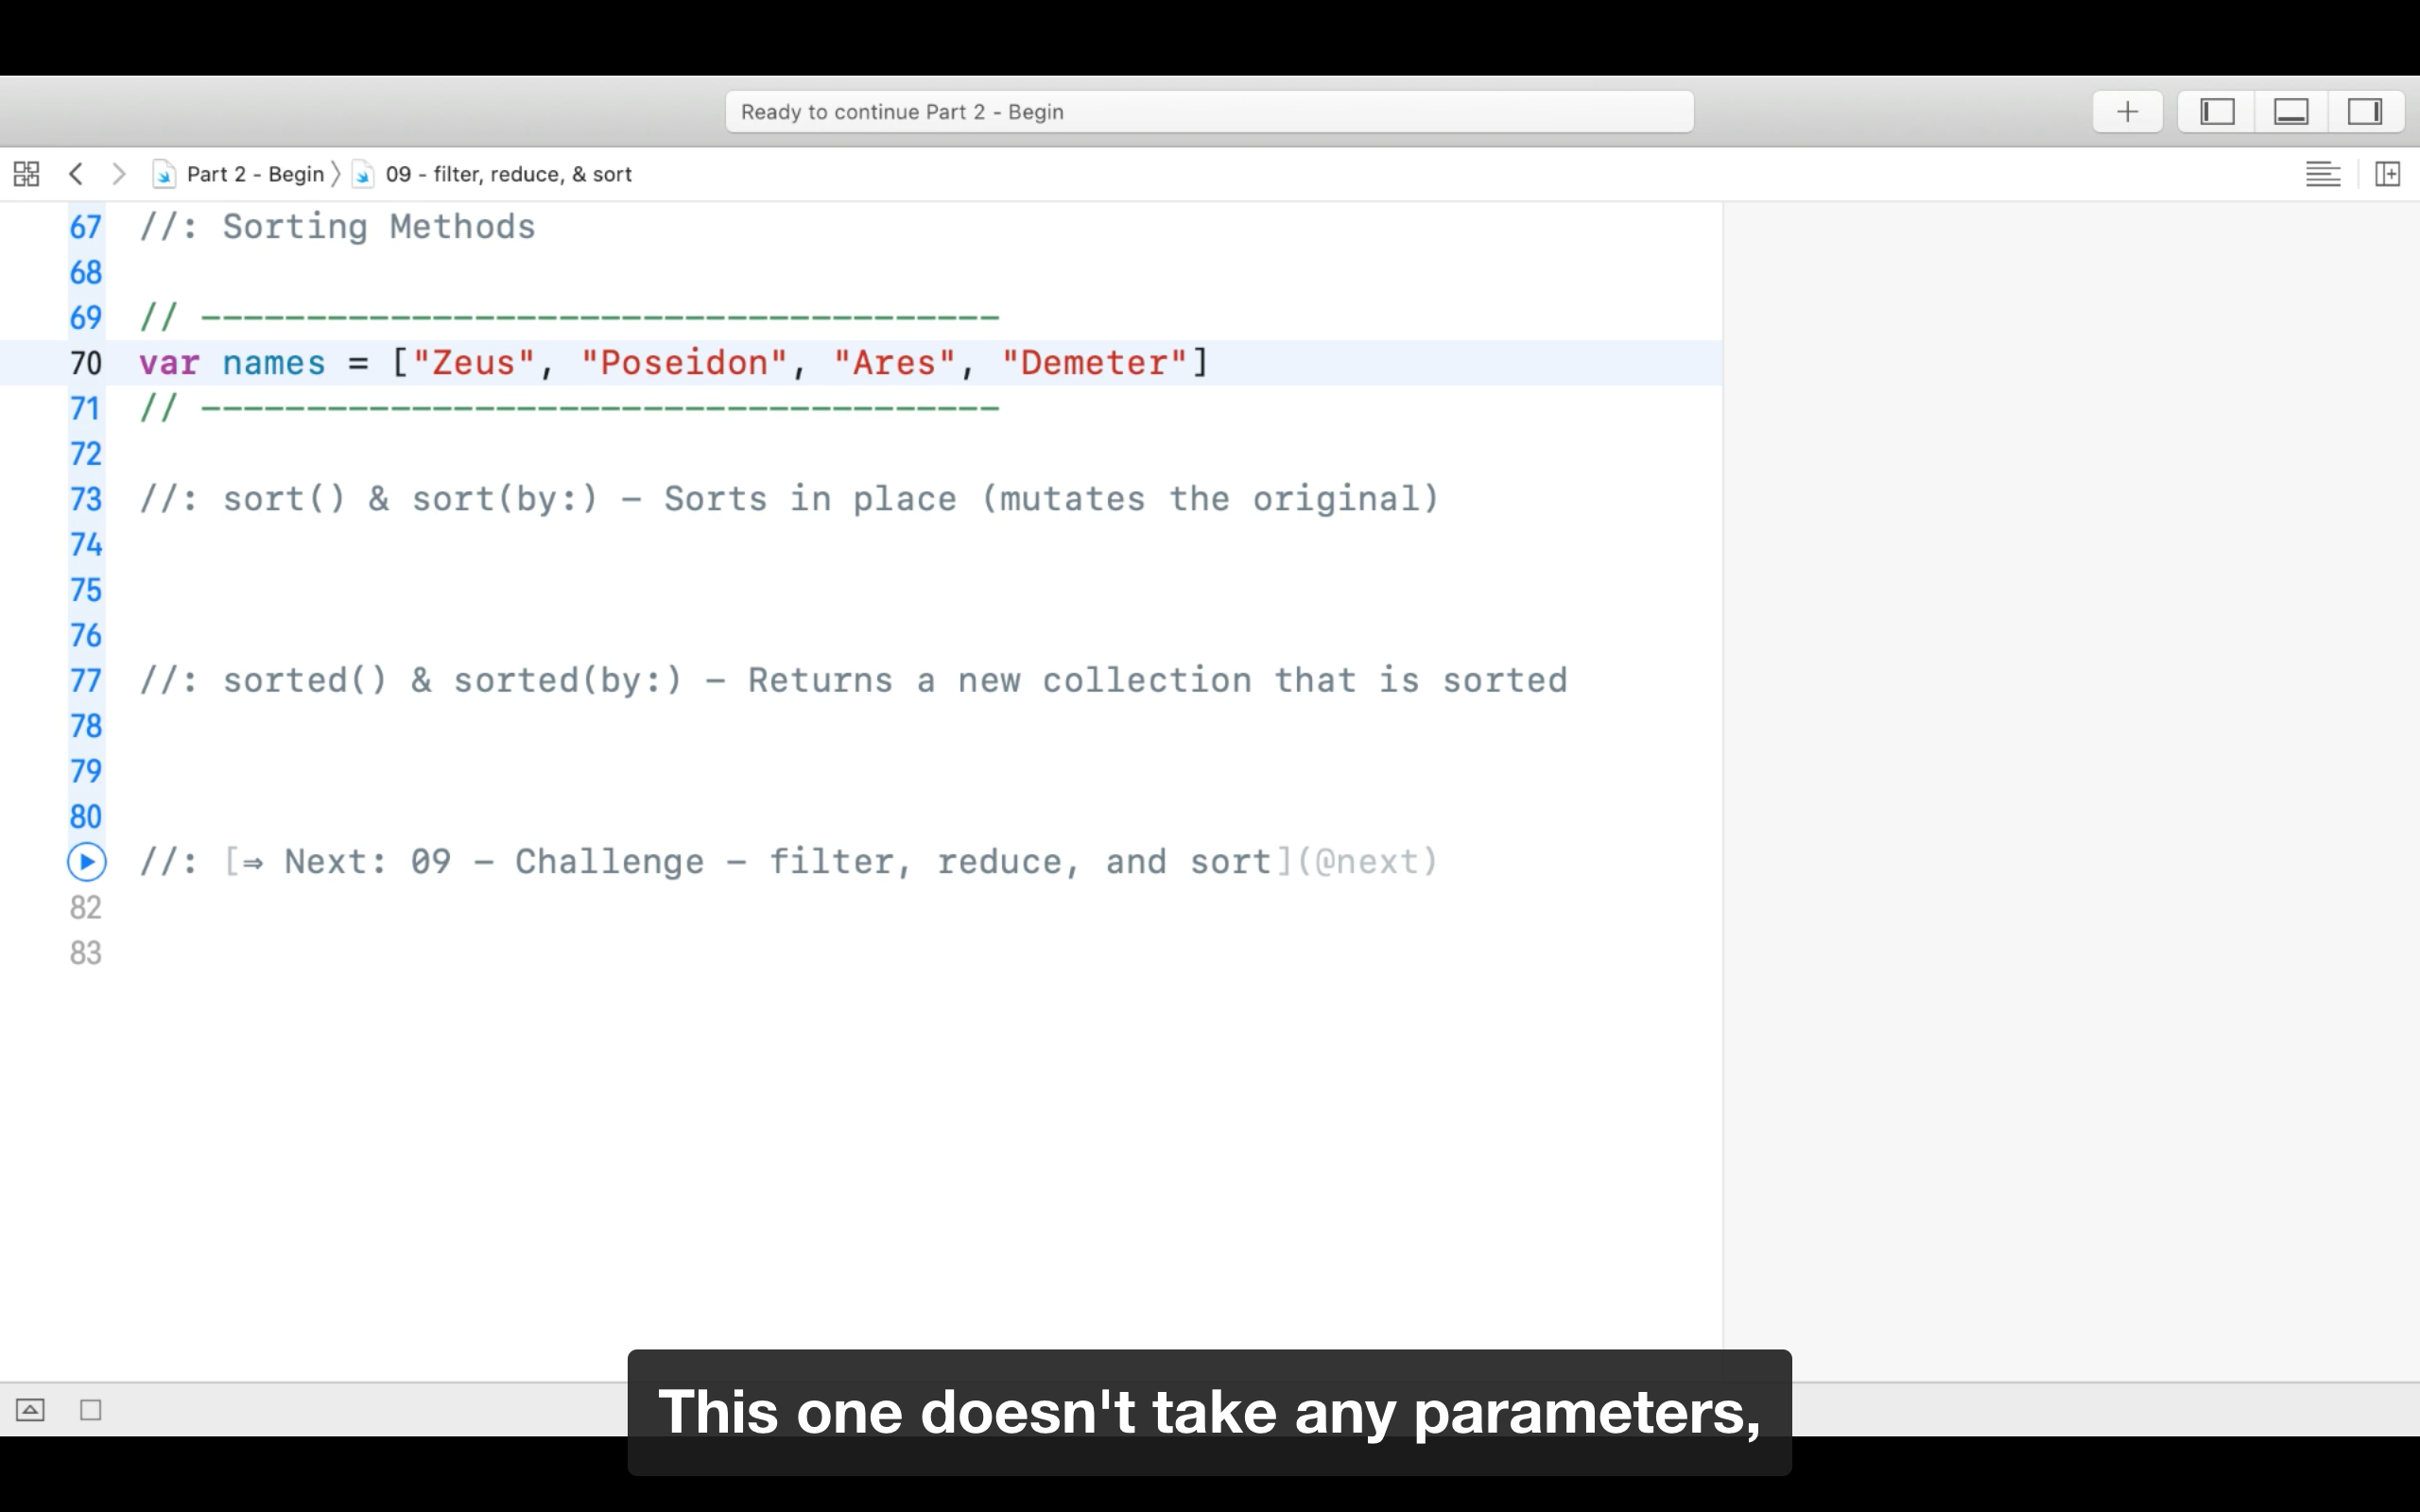 Ready to continue Part 2 - Begin
Part 2 - Begin 〉 09 - filter, reduce, & sort
67 //: Sorting Methods
68
69 // --------------------------------------
70 var names = ["Zeus", "Poseidon", "Ares", "Demeter"]
71 // --------------------------------------
72
73 //: sort() & sort(by:) – Sorts in place (mutates the original)
74
75
76
77 //: sorted() & sorted(by:) – Returns a new collection that is sorted
78
79
80
//: [⇒ Next: 09 – Challenge – filter, reduce, and sort](@next)
82
83
This one doesn't take any parameters,